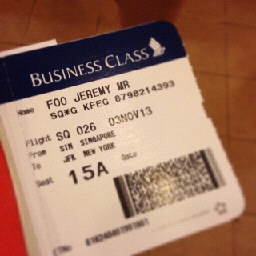 BUSINESS CLASS
Name FOO JEREMY MR
SQ*G KFEG 8798214393
Flight SQ 026 03NOV13
From SIN SINGAPORE
To JFK NEW YORK
Seat 15A Gate